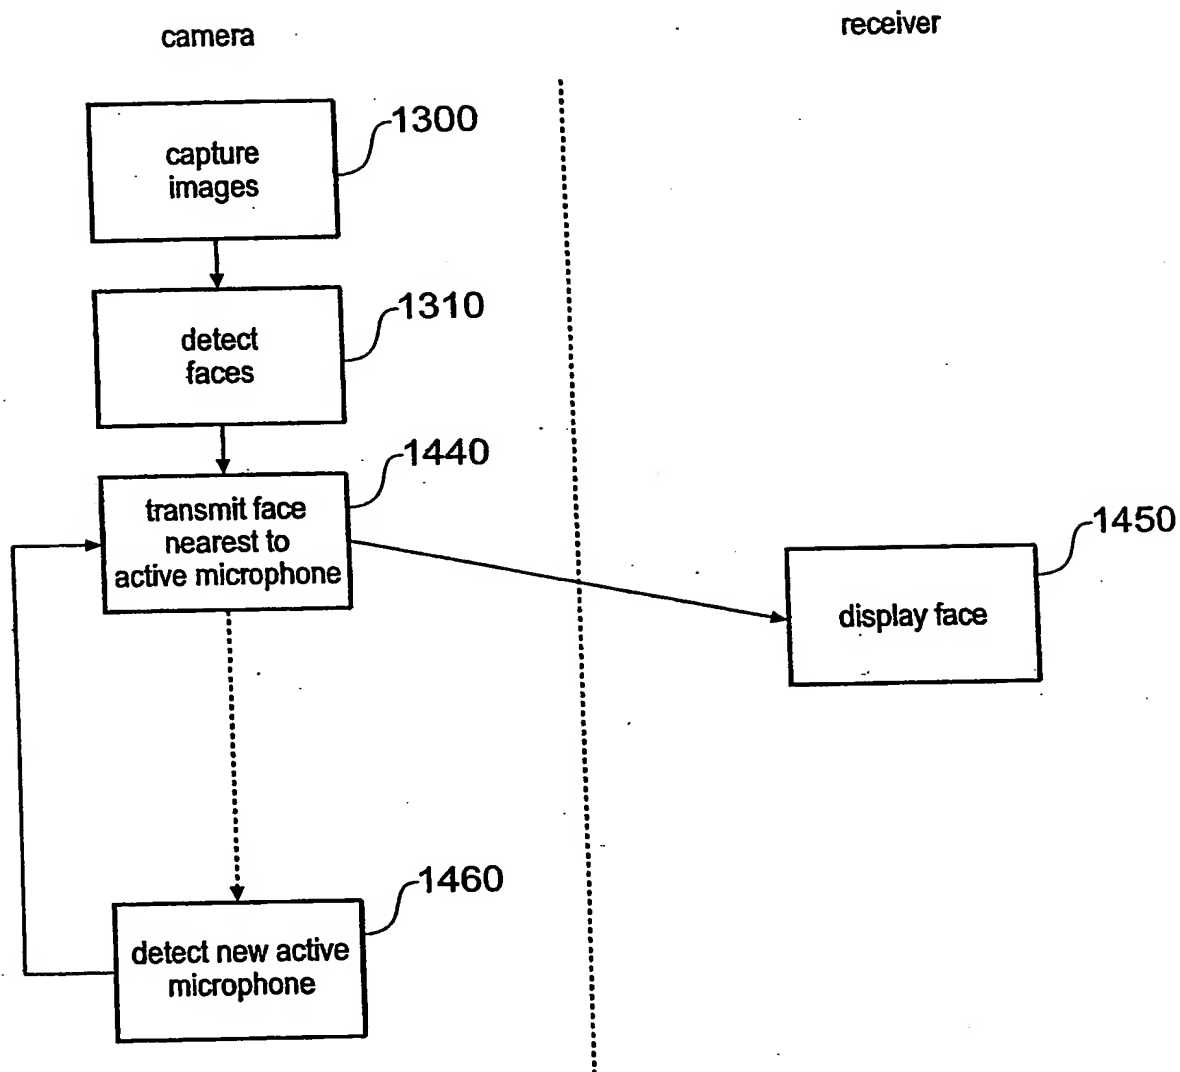 camera
receiver
capture
images
1300
detect
faces
1310
transmit face
nearest to
active microphone
1440
display face
1450
detect new active
microphone
1460